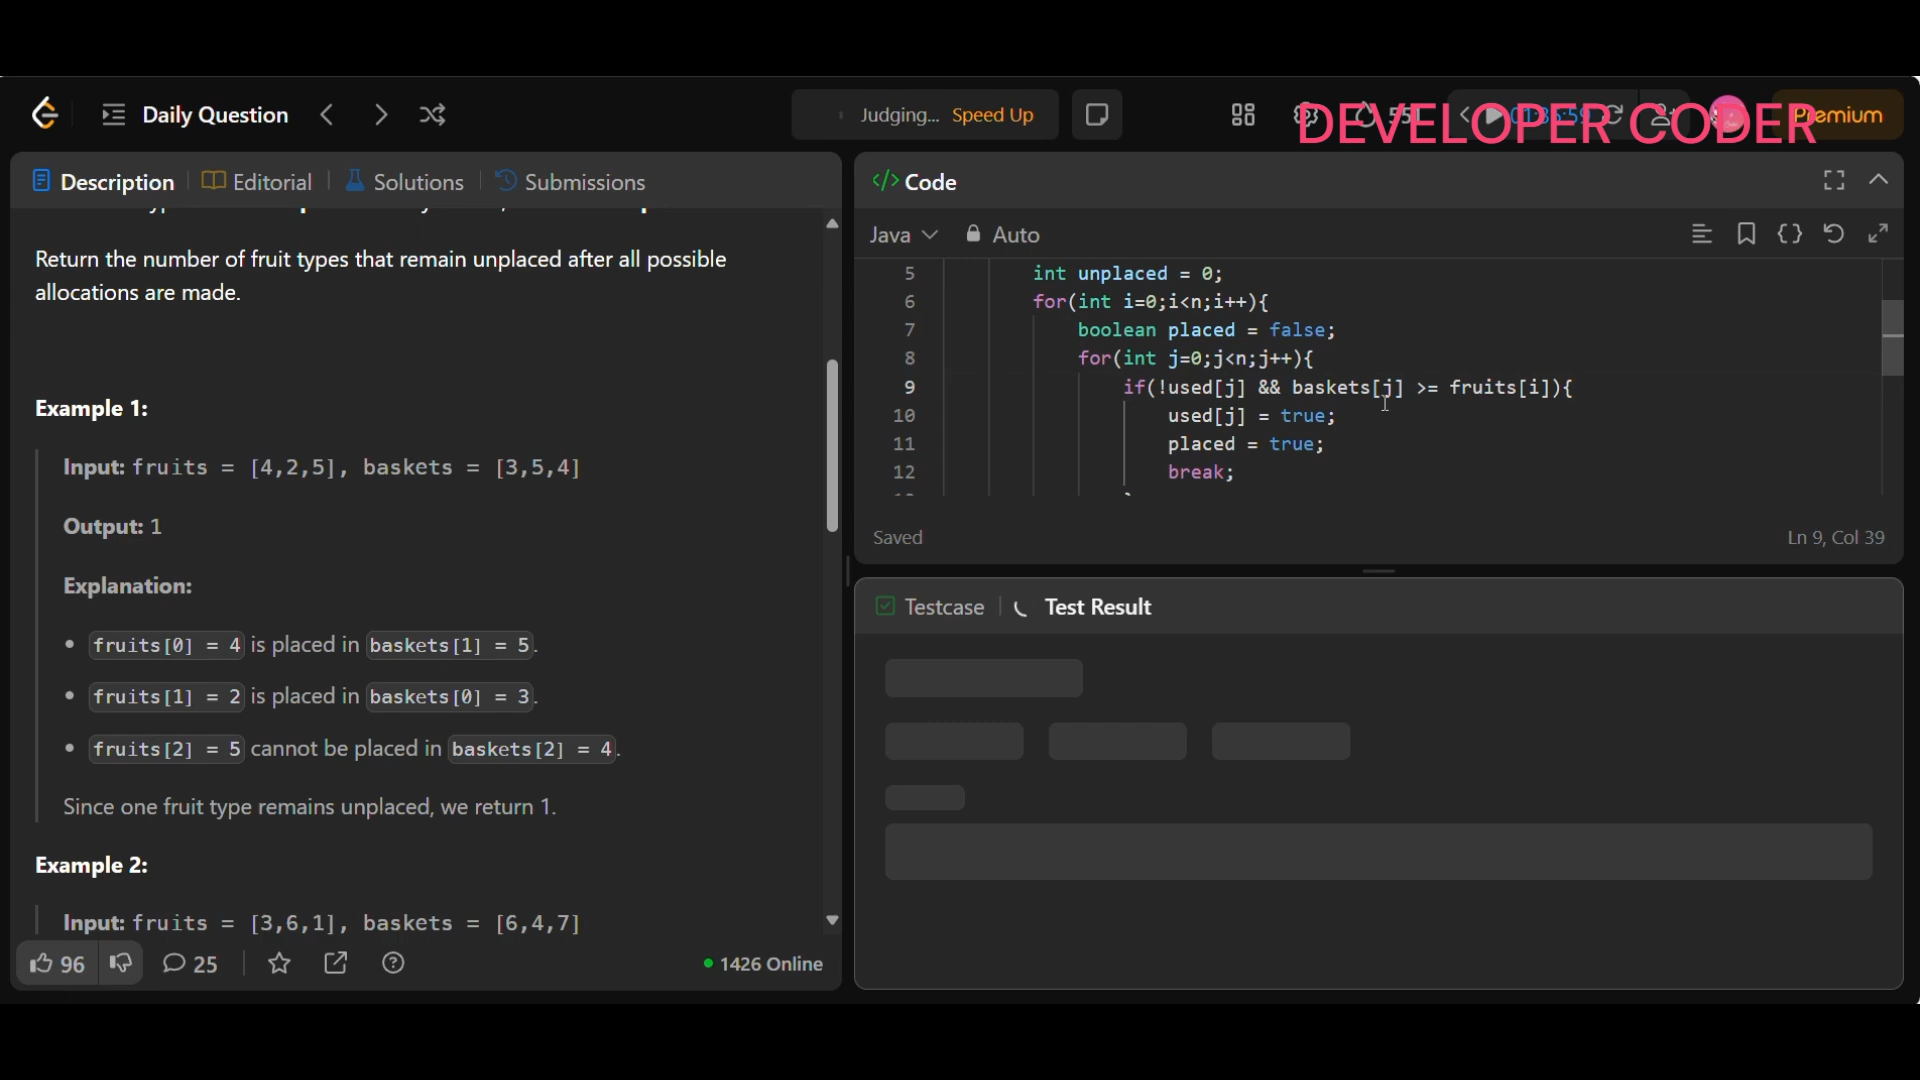 Daily Question
Judging... Speed Up
551
01:35:59
Premium
DEVELOPER CODER
Description
Editorial
Solutions
Submissions
Return the number of fruit types that remain unplaced after all possible
allocations are made.
Example 1:
Input: fruits = [4,2,5], baskets = [3,5,4]
Output: 1
Explanation:
fruits[0] = 4 is placed in baskets[1] = 5.
fruits[1] = 2 is placed in baskets[0] = 3.
fruits[2] = 5 cannot be placed in baskets[2] = 4.
Since one fruit type remains unplaced, we return 1.
Example 2:
Input: fruits = [3,6,1], baskets = [6,4,7]
96
25
1426 Online
</> Code
Java
Auto
5 int unplaced = 0;
6 for(int i=0;i<n;i++){
7 boolean placed = false;
8 for(int j=0;j<n;j++){
9 if(!used[j] && baskets[j] >= fruits[i]){
10 used[j] = true;
11 placed = true;
12 break;
Saved
Ln 9, Col 39
Testcase
Test Result